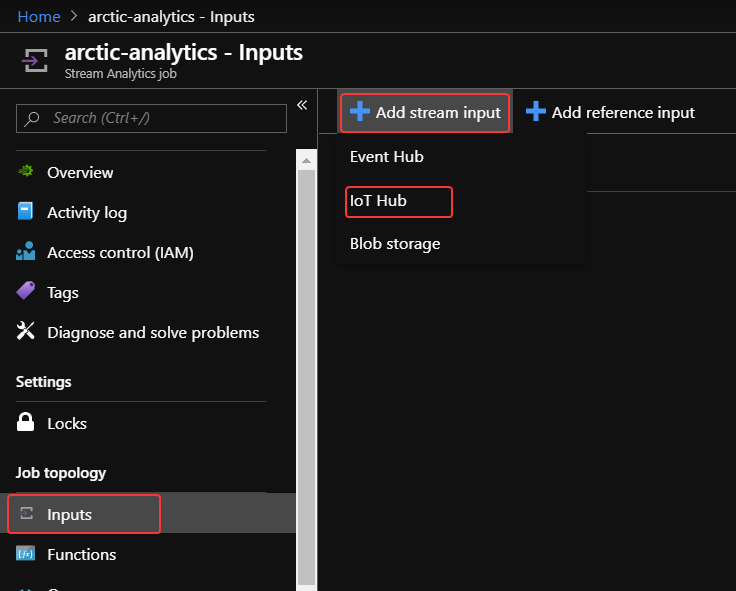 Home > arctic-analytics - Inputs
arctic-analytics - Inputs
Stream Analytics job
Search (Ctrl+/)
«
Overview
Activity log
Access control (IAM)
Tags
Diagnose and solve problems
Settings
Locks
Job topology
Inputs
Functions
Add stream input
Add reference input
Event Hub
IoT Hub
Blob storage